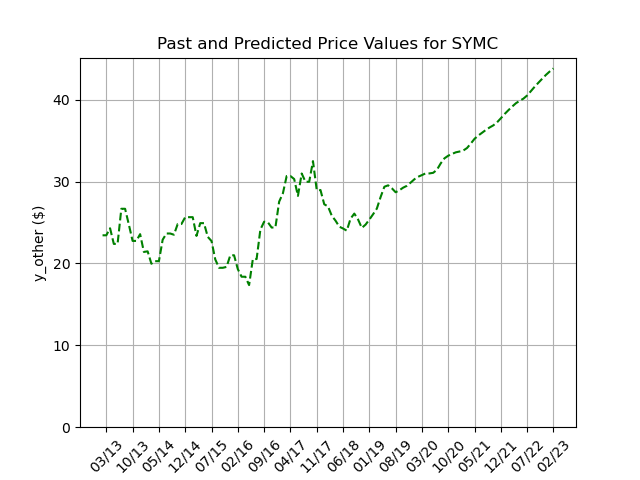 Past and Predicted Price Values for SYMC
y_other ($)
40
30
20
10
0
03/13 10/13 05/14 12/14 07/15 02/16 09/16 04/17 11/17 06/18 01/19 08/19 03/20 10/20 05/21 12/21 07/22 02/23